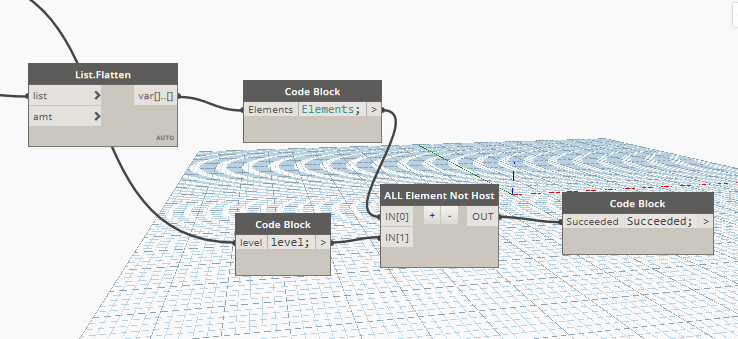 List.Flatten
list > var[]..[]
amt >
AUTO
Code Block
Elements Elements; >
Code Block
level level; >
ALL Element Not Host
IN[0] + - OUT
IN[1]
Code Block
Succeeded Succeeded; >